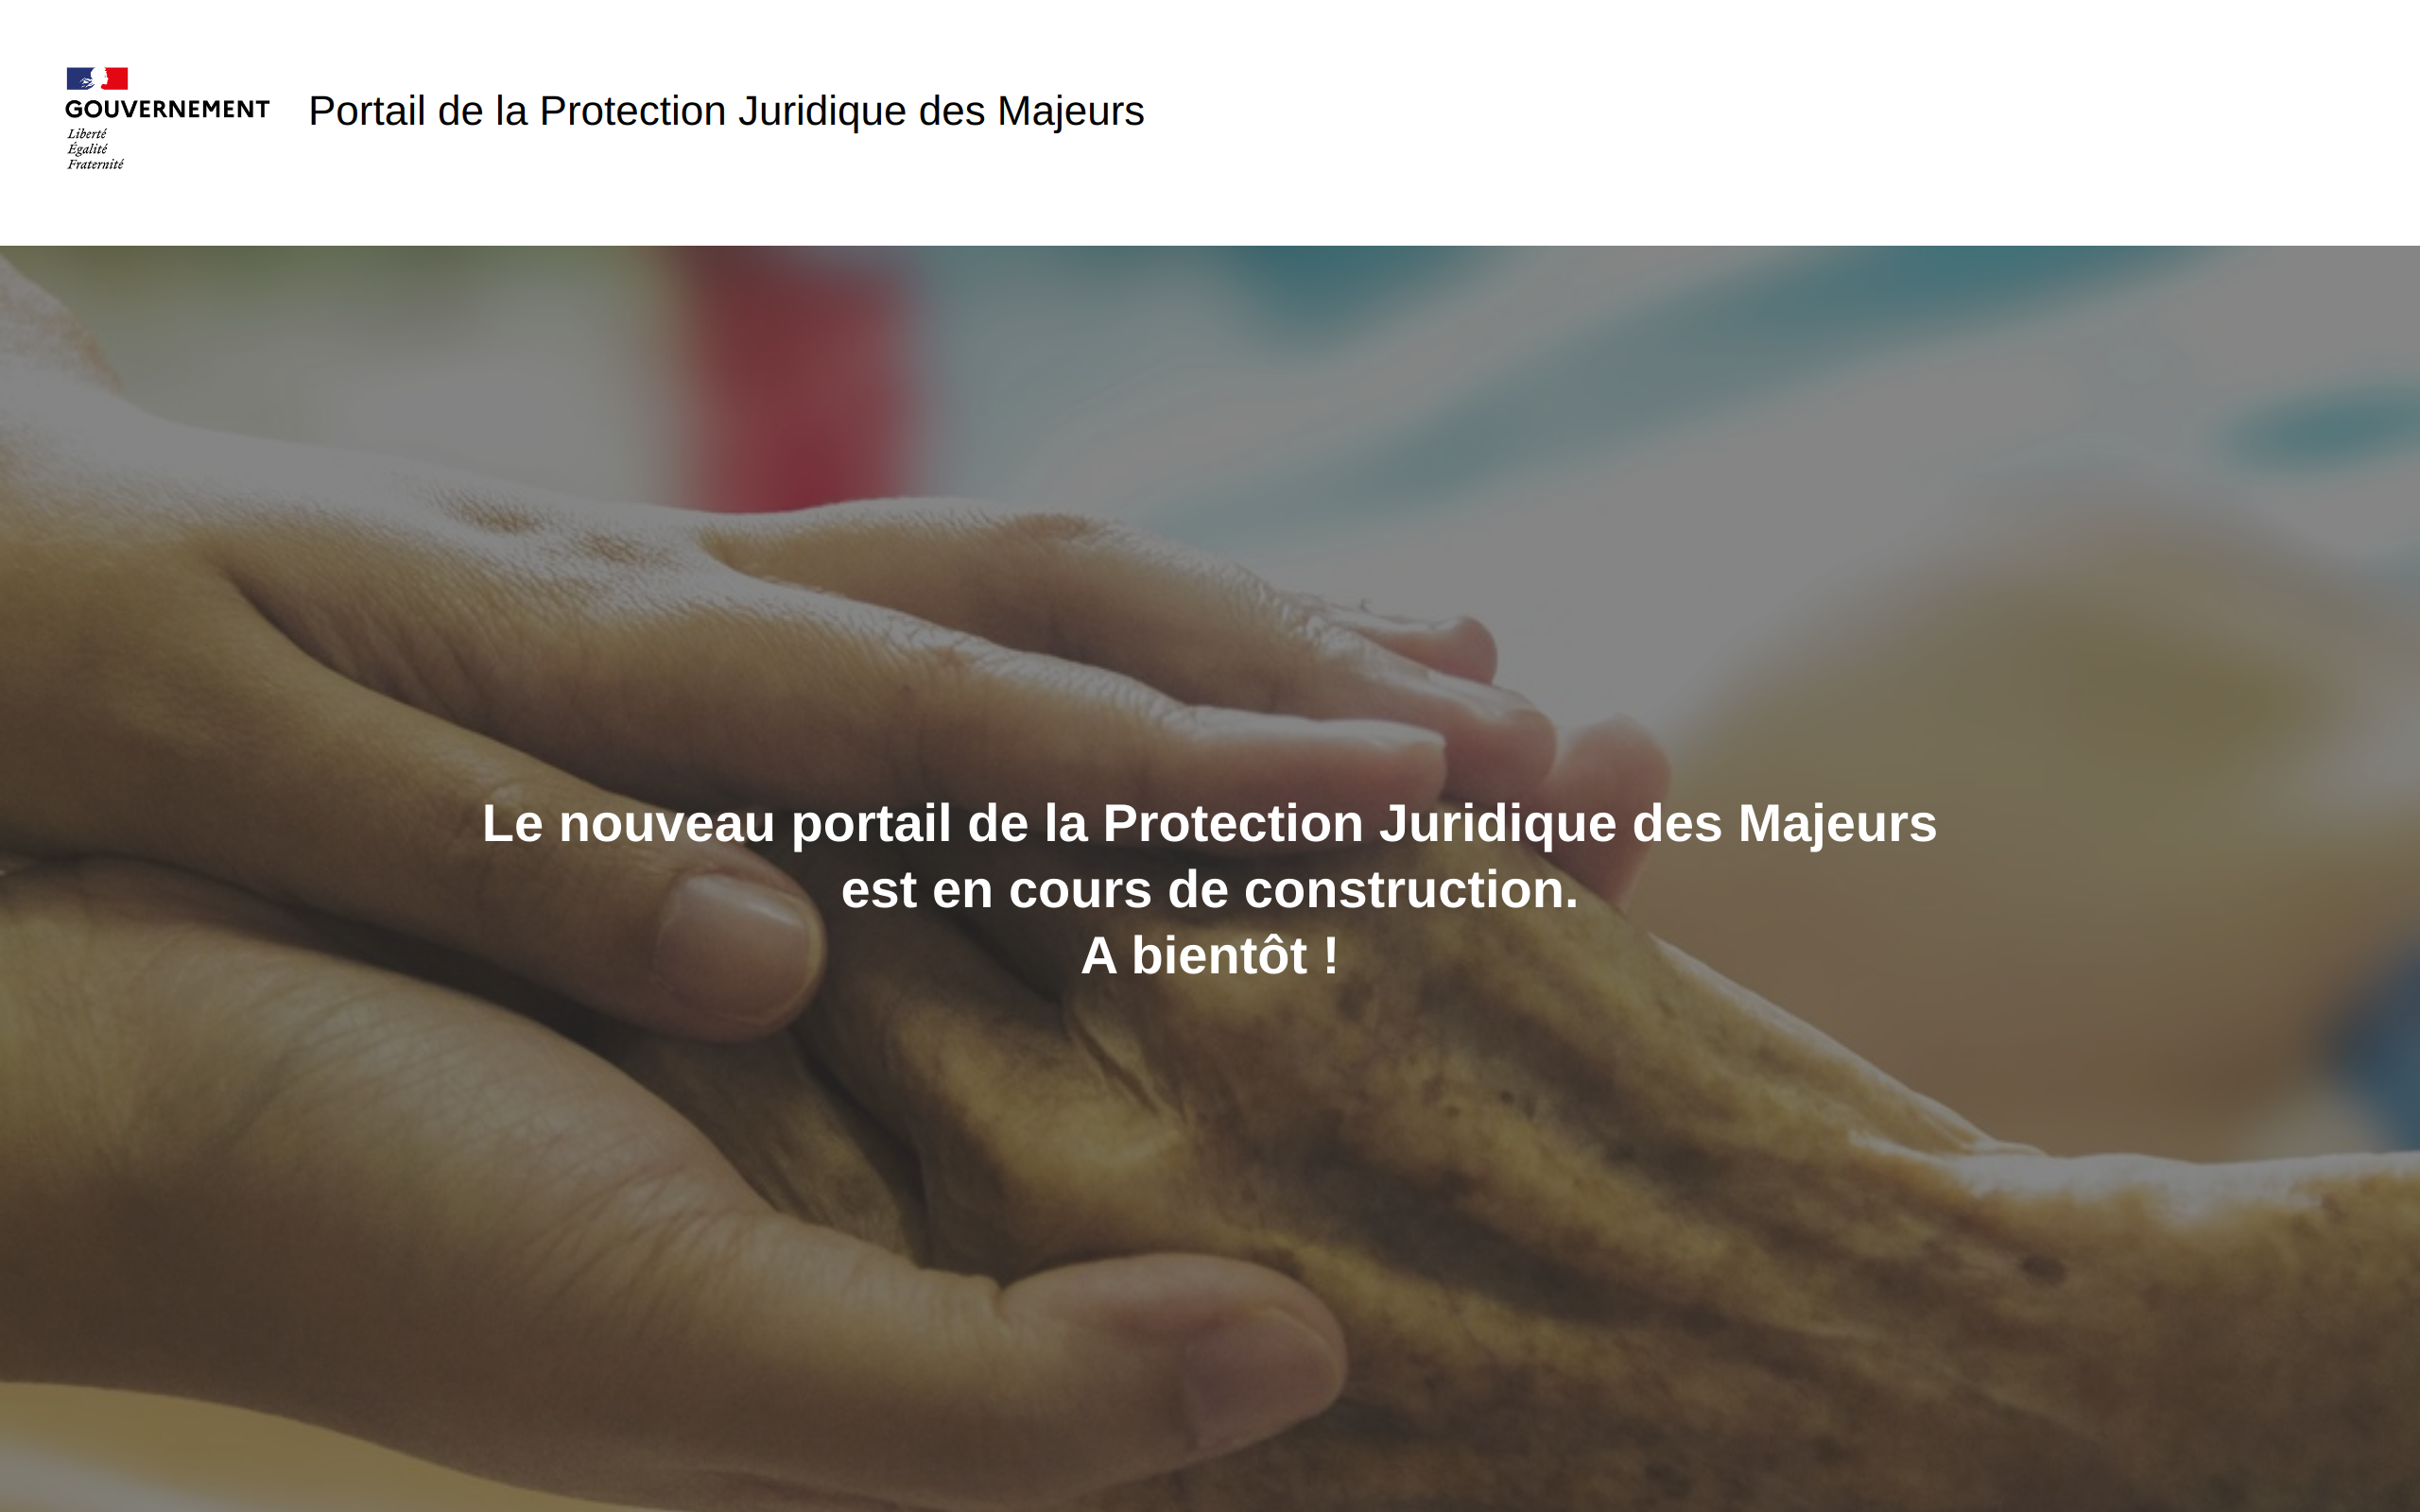 GOUVERNEMENT
Liberté
Égalité
Fraternité
Portail de la Protection Juridique des Majeurs
Le nouveau portail de la Protection Juridique des Majeurs
est en cours de construction.
A bientôt !